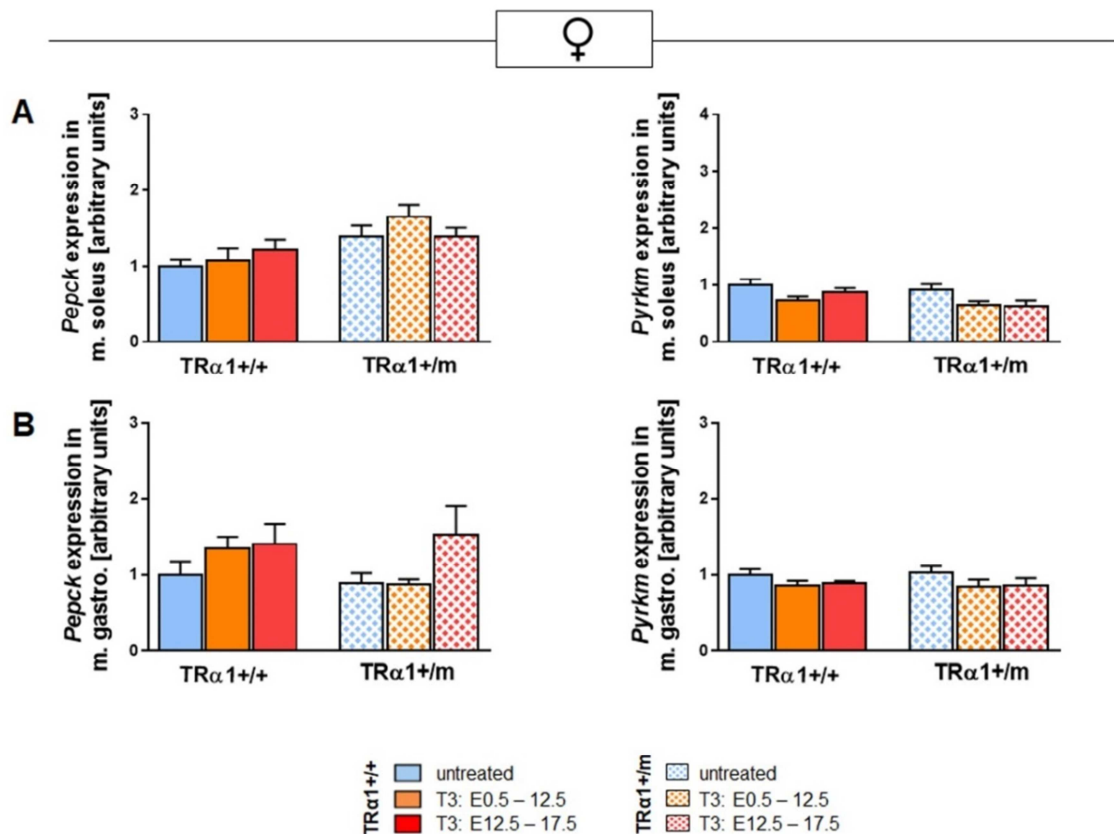 ♀
A
Pepck expression in
m. soleus [arbitrary units]
3
2
1
0
TRα1+/+ TRα1+/m
Pyrkm expression in
m. soleus [arbitrary units]
4
3
2
1
0
TRα1+/+ TRα1+/m
B
Pepck expression in
m. gastro. [arbitrary units]
3
2
1
0
TRα1+/+ TRα1+/m
Pyrkm expression in
m. gastro. [arbitrary units]
3
2
1
0
TRα1+/+ TRα1+/m
TRα1+/+
untreated
T3: E0.5 – 12.5
T3: E12.5 – 17.5
TRα1+/m
untreated
T3: E0.5 – 12.5
T3: E12.5 – 17.5